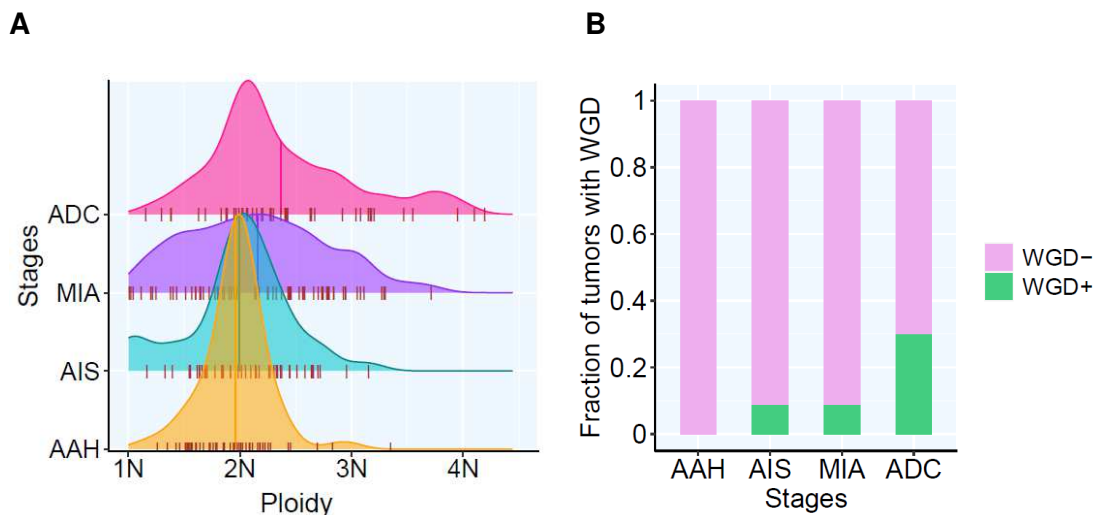 A
B
Stages
ADC
MIA
AIS
AAH
1N 2N 3N 4N
Ploidy
Fraction of tumors with WGD
1
0.8
0.6
0.4
0.2
0
AAH AIS MIA ADC
Stages
WGD−
WGD+